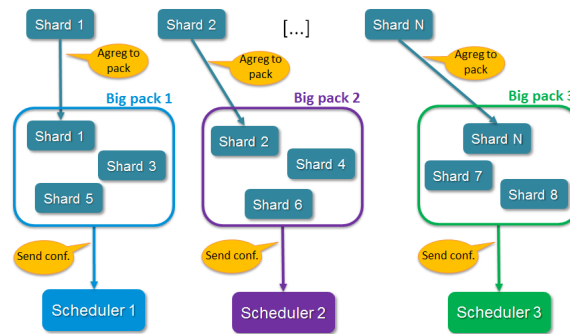 Shard 1
Shard 2
[...]
Shard N
Agreg to
pack
Agreg to
pack
Agreg to
pack
Big pack 1
Big pack 2
Big pack 3
Shard 1
Shard 3
Shard 5
Shard 2
Shard 4
Shard 6
Shard N
Shard 7
Shard 8
Send conf.
Send conf.
Send conf.
Scheduler 1
Scheduler 2
Scheduler 3